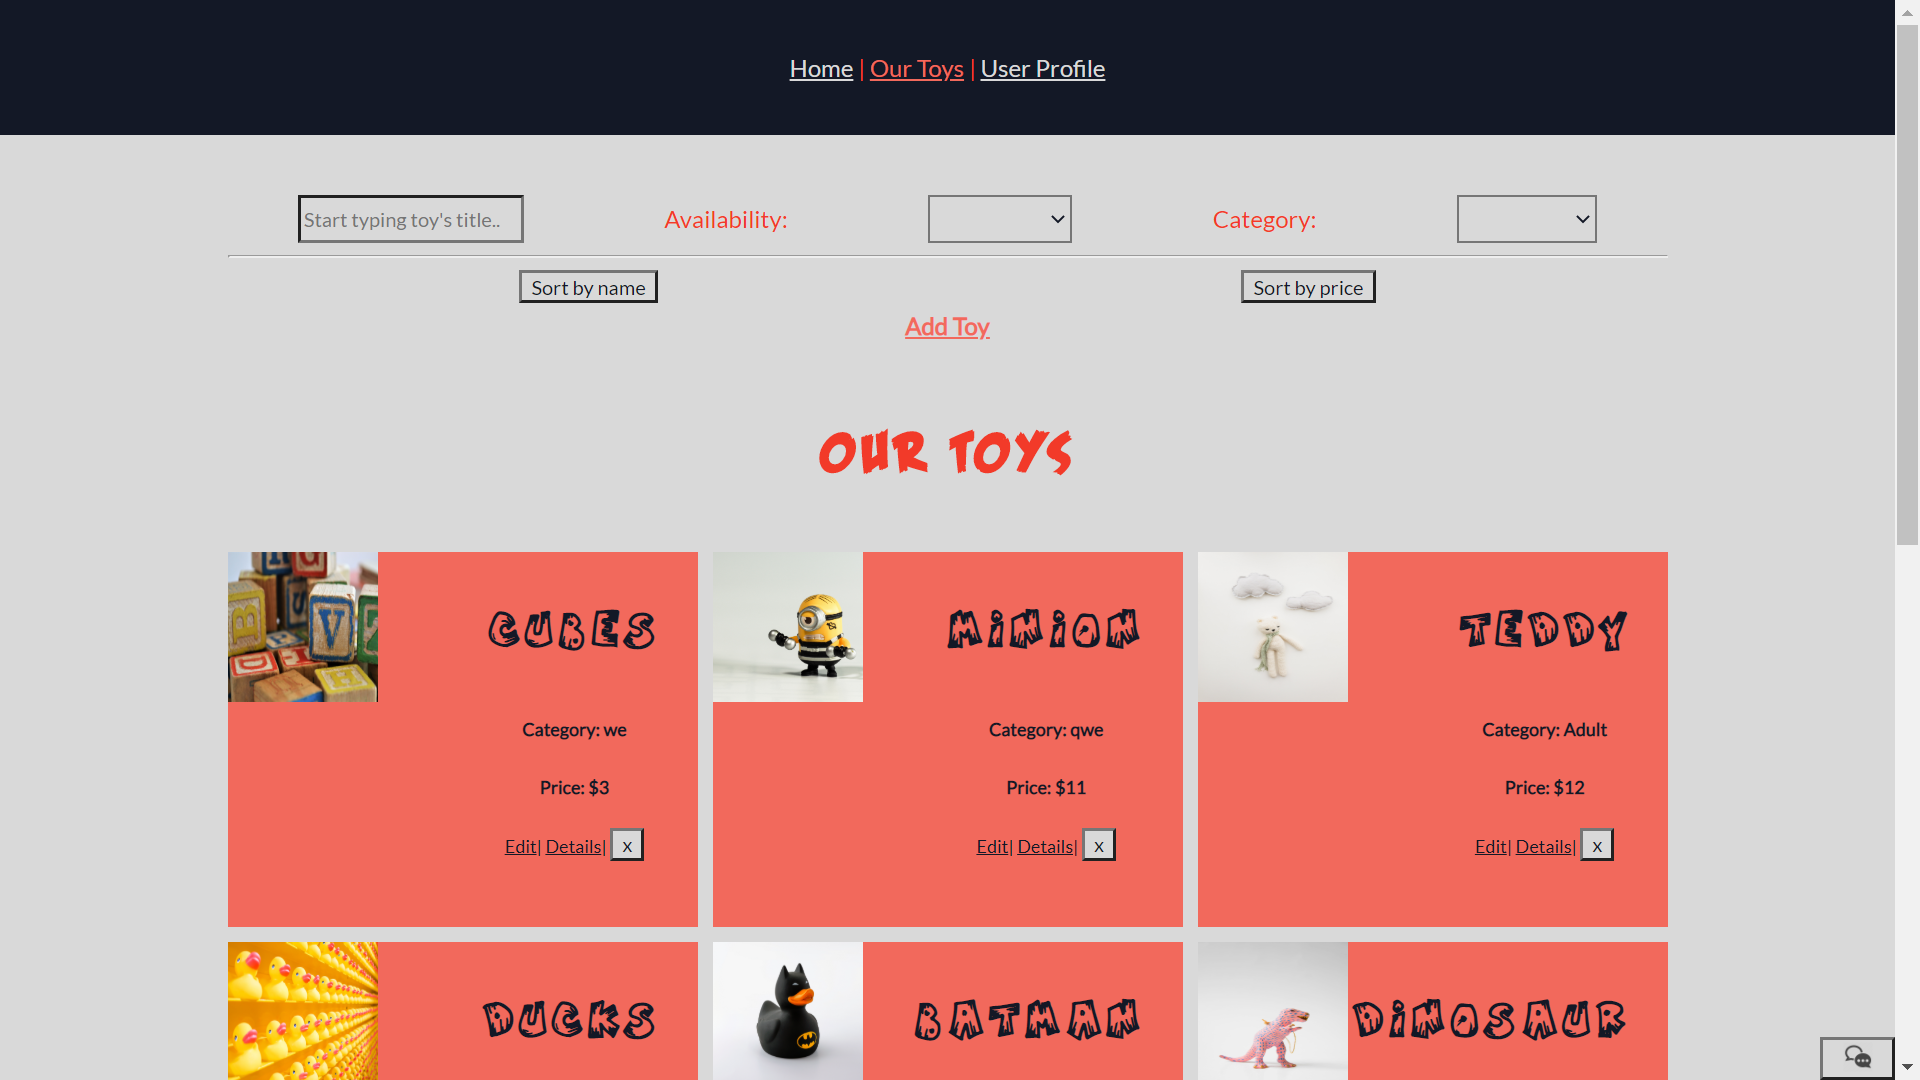 Home | Our Toys | User Profile
Start typing toy's title.. Availability: Category:
Sort by name Sort by price
Add Toy
OUR TOYS
CUBES
Category: we
Price: $3
Edit| Details| x
MINION
Category: qwe
Price: $11
Edit| Details| x
TEDDY
Category: Adult
Price: $12
Edit| Details| x
DUCKS
BATMAN
DINOSAUR